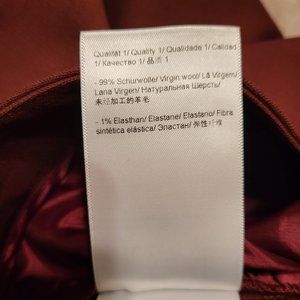 Qualität 1/ Quality 1/ Qualidade 1/ Calidad
1/ Качество 1/ 品质 1
- 99% Schurwolle/ Virgin wool/ Lã Virgem/
Lana Virgen/ Натуральная Шерсть/
未经加工的羊毛
- 1% Elasthan/ Elastane/ Elastano/ Fibra
sintética elástica/ Эластан/ 弹性纤维